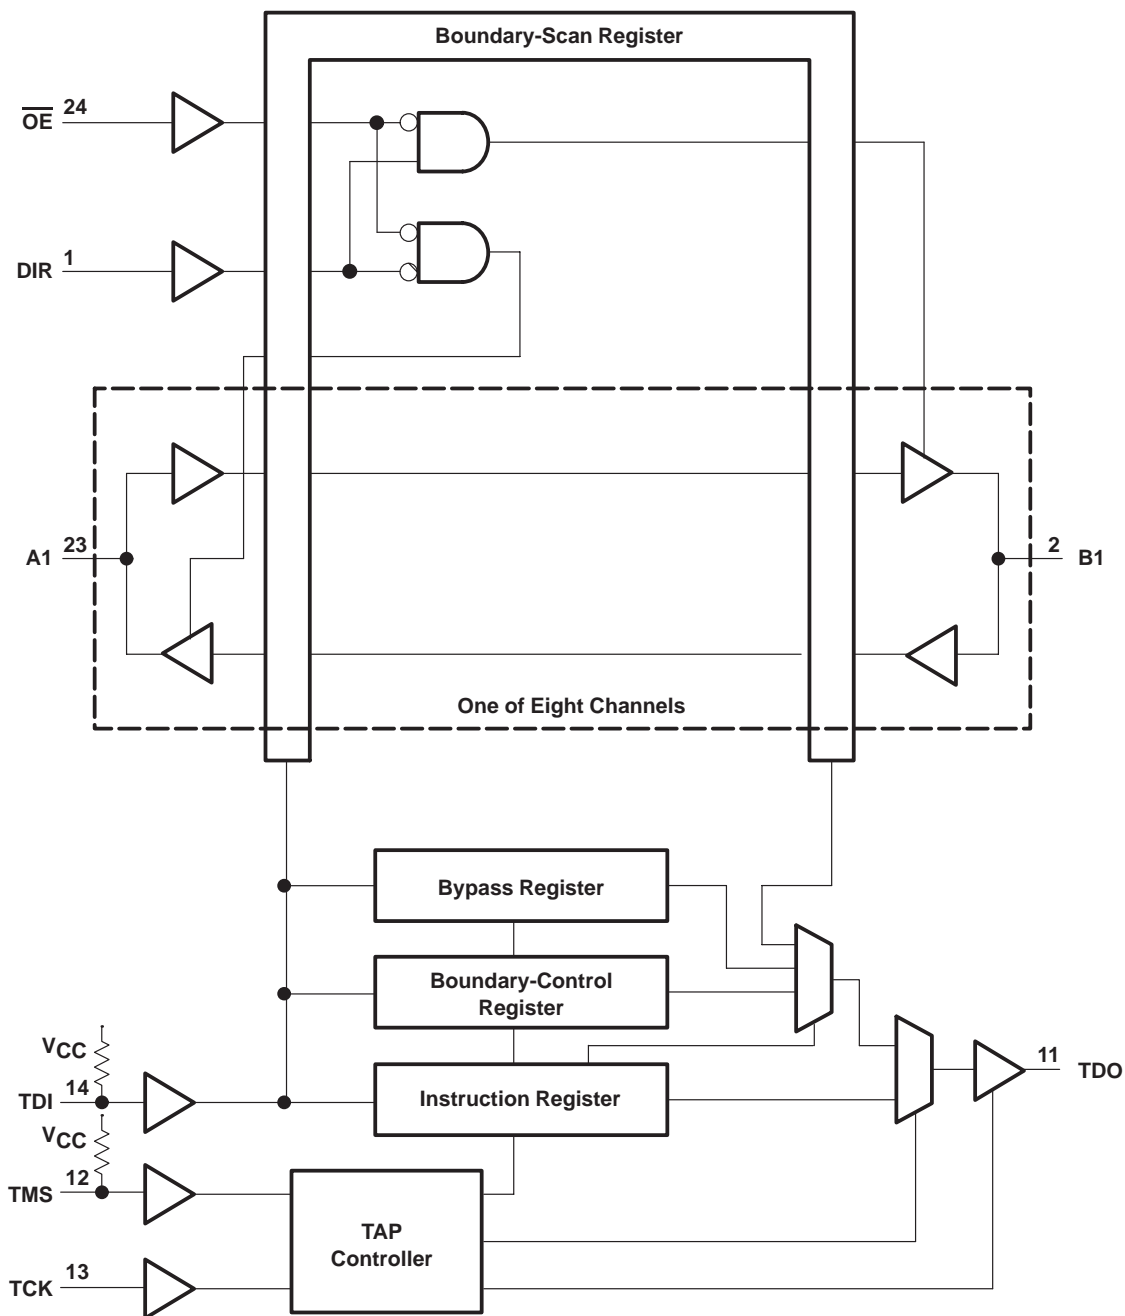 Boundary-Scan Register
OE 24
DIR 1
A1 23
2 B1
One of Eight Channels
Bypass Register
Boundary-Control
Register
VCC
TDI 14
Instruction Register
11 TDO
VCC
TMS 12
TAP
Controller
TCK 13